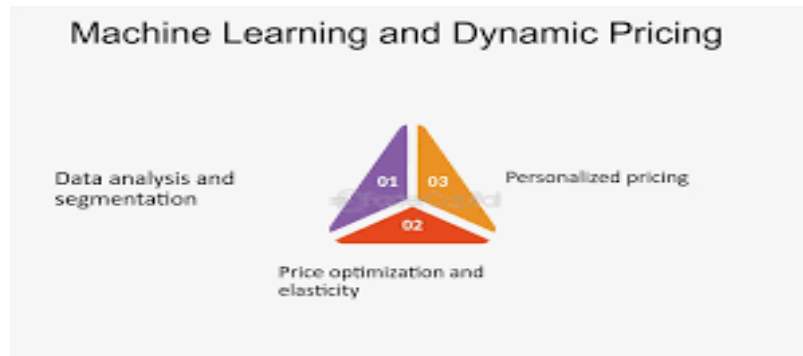 Machine Learning and Dynamic Pricing
Data analysis and
segmentation
01
03
Personalized pricing
02
Price optimization and
elasticity